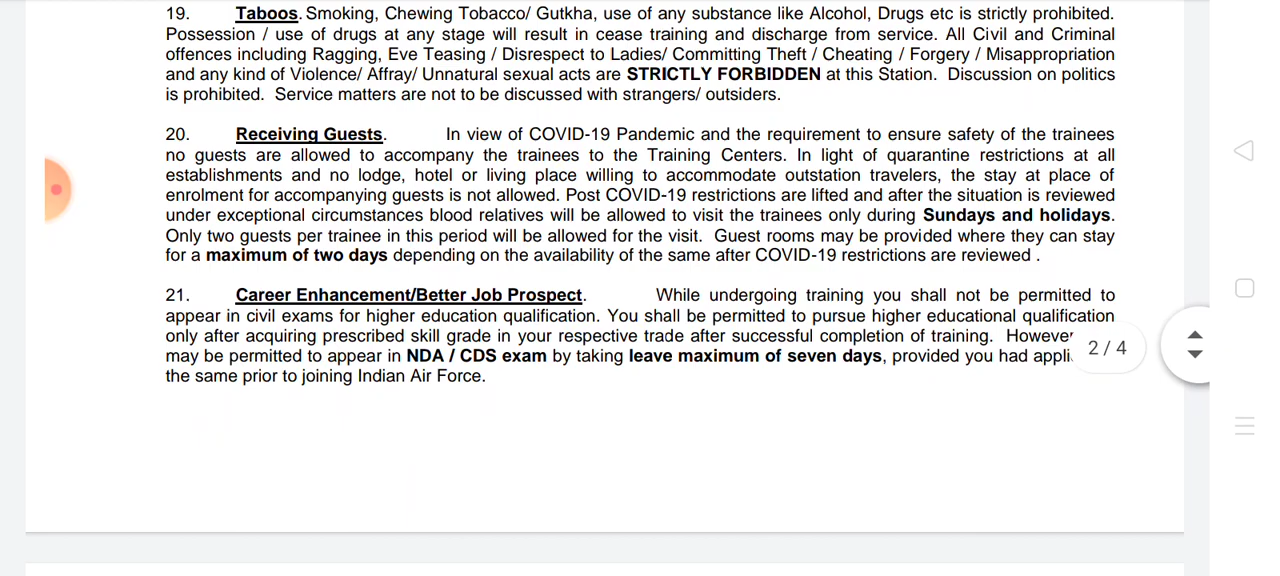 19. Taboos. Smoking, Chewing Tobacco/ Gutkha, use of any substance like Alcohol, Drugs etc is strictly prohibited.
Possession / use of drugs at any stage will result in cease training and discharge from service. All Civil and Criminal
offences including Ragging, Eve Teasing / Disrespect to Ladies/ Committing Theft / Cheating / Forgery / Misappropriation
and any kind of Violence/ Affray/ Unnatural sexual acts are STRICTLY FORBIDDEN at this Station. Discussion on politics
is prohibited. Service matters are not to be discussed with strangers/ outsiders.
20. Receiving Guests. In view of COVID-19 Pandemic and the requirement to ensure safety of the trainees
no guests are allowed to accompany the trainees to the Training Centers. In light of quarantine restrictions at all
establishments and no lodge, hotel or living place willing to accommodate outstation travelers, the stay at place of
enrolment for accompanying guests is not allowed. Post COVID-19 restrictions are lifted and after the situation is reviewed
under exceptional circumstances blood relatives will be allowed to visit the trainees only during Sundays and holidays.
Only two guests per trainee in this period will be allowed for the visit. Guest rooms may be provided where they can stay
for a maximum of two days depending on the availability of the same after COVID-19 restrictions are reviewed .
21. Career Enhancement/Better Job Prospect. While undergoing training you shall not be permitted to
appear in civil exams for higher education qualification. You shall be permitted to pursue higher educational qualification
only after acquiring prescribed skill grade in your respective trade after successful completion of training. However
may be permitted to appear in NDA / CDS exam by taking leave maximum of seven days, provided you had appli
the same prior to joining Indian Air Force.
2 / 4